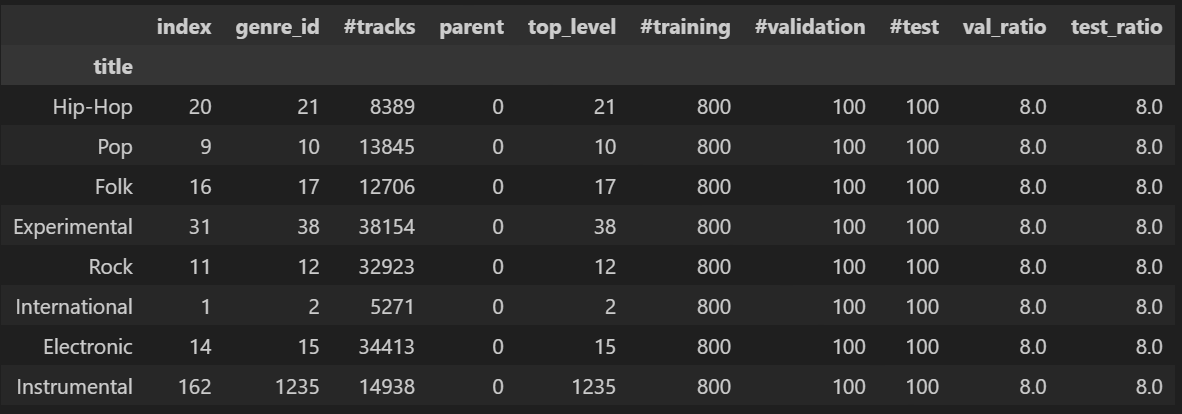 index genre_id #tracks parent top_level #training #validation #test val_ratio test_ratio
title
Hip-Hop 20 21 8389 0 21 800 100 100 8.0 8.0
Pop 9 10 13845 0 10 800 100 100 8.0 8.0
Folk 16 17 12706 0 17 800 100 100 8.0 8.0
Experimental 31 38 38154 0 38 800 100 100 8.0 8.0
Rock 11 12 32923 0 12 800 100 100 8.0 8.0
International 1 2 5271 0 2 800 100 100 8.0 8.0
Electronic 14 15 34413 0 15 800 100 100 8.0 8.0
Instrumental 162 1235 14938 0 1235 800 100 100 8.0 8.0